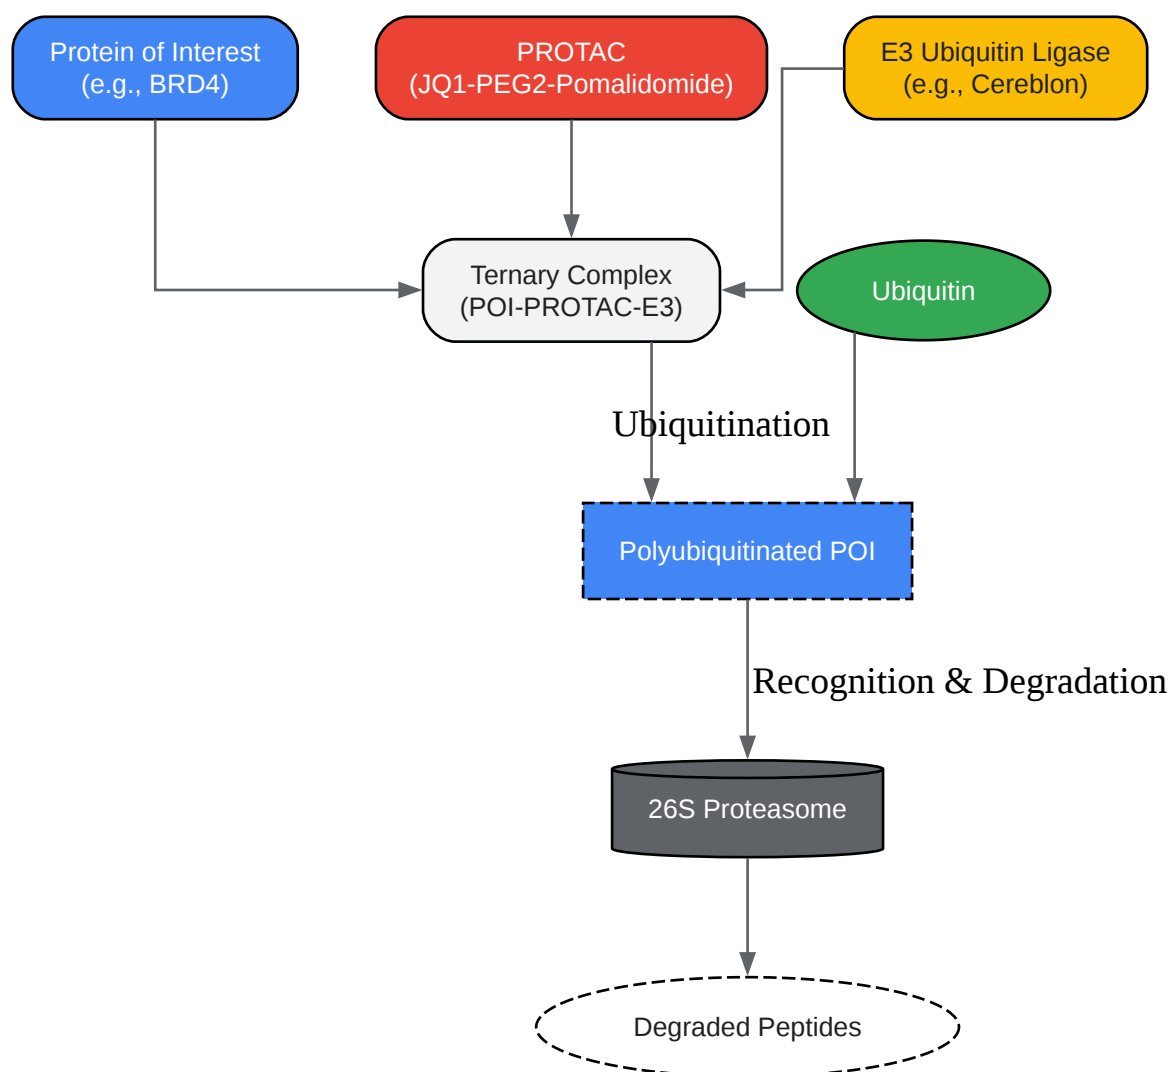 Protein of Interest
(e.g., BRD4)
PROTAC
(JQ1-PEG2-Pomalidomide)
E3 Ubiquitin Ligase
(e.g., Cereblon)
Ternary Complex
(POI-PROTAC-E3)
Ubiquitin
Ubiquitination
Polyubiquitinated POI
Recognition & Degradation
26S Proteasome
Degraded Peptides